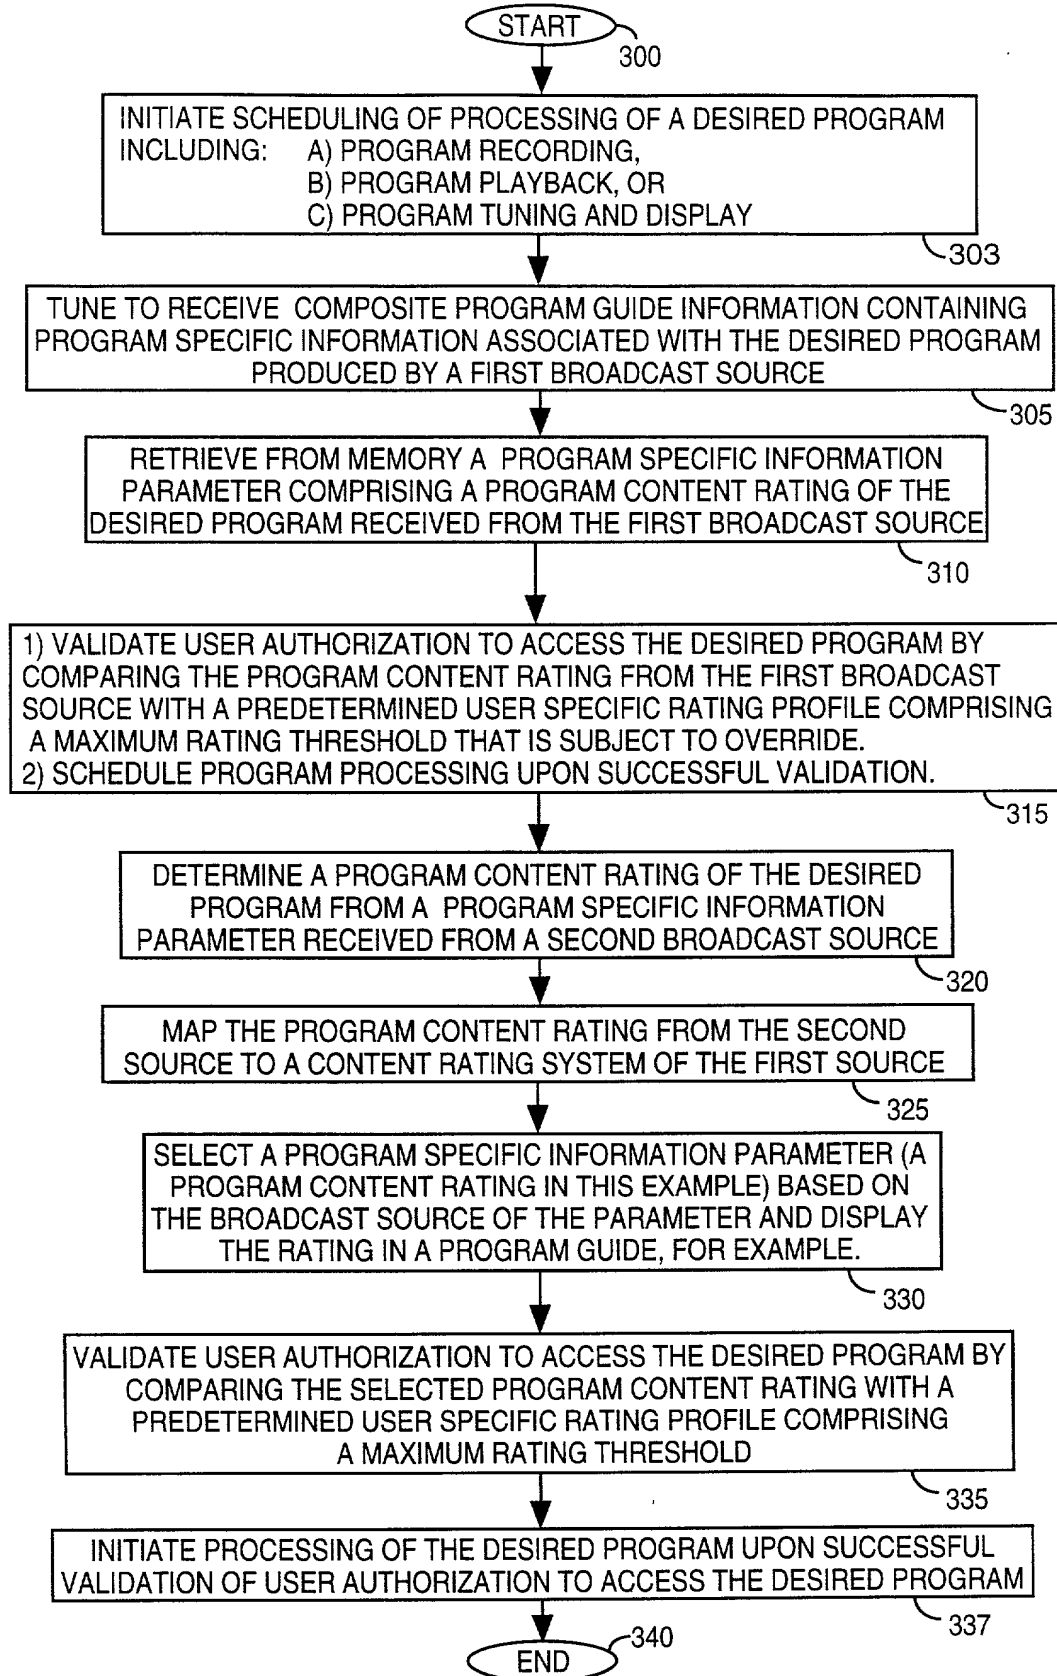 START
300
INITIATE SCHEDULING OF PROCESSING OF A DESIRED PROGRAM
INCLUDING: A) PROGRAM RECORDING,
B) PROGRAM PLAYBACK, OR
C) PROGRAM TUNING AND DISPLAY
303
TUNE TO RECEIVE COMPOSITE PROGRAM GUIDE INFORMATION CONTAINING
PROGRAM SPECIFIC INFORMATION ASSOCIATED WITH THE DESIRED PROGRAM
PRODUCED BY A FIRST BROADCAST SOURCE
305
RETRIEVE FROM MEMORY A PROGRAM SPECIFIC INFORMATION
PARAMETER COMPRISING A PROGRAM CONTENT RATING OF THE
DESIRED PROGRAM RECEIVED FROM THE FIRST BROADCAST SOURCE
310
1) VALIDATE USER AUTHORIZATION TO ACCESS THE DESIRED PROGRAM BY
COMPARING THE PROGRAM CONTENT RATING FROM THE FIRST BROADCAST
SOURCE WITH A PREDETERMINED USER SPECIFIC RATING PROFILE COMPRISING
A MAXIMUM RATING THRESHOLD THAT IS SUBJECT TO OVERRIDE.
2) SCHEDULE PROGRAM PROCESSING UPON SUCCESSFUL VALIDATION.
315
DETERMINE A PROGRAM CONTENT RATING OF THE DESIRED
PROGRAM FROM A PROGRAM SPECIFIC INFORMATION
PARAMETER RECEIVED FROM A SECOND BROADCAST SOURCE
320
MAP THE PROGRAM CONTENT RATING FROM THE SECOND
SOURCE TO A CONTENT RATING SYSTEM OF THE FIRST SOURCE
325
SELECT A PROGRAM SPECIFIC INFORMATION PARAMETER (A
PROGRAM CONTENT RATING IN THIS EXAMPLE) BASED ON
THE BROADCAST SOURCE OF THE PARAMETER AND DISPLAY
THE RATING IN A PROGRAM GUIDE, FOR EXAMPLE.
330
VALIDATE USER AUTHORIZATION TO ACCESS THE DESIRED PROGRAM BY
COMPARING THE SELECTED PROGRAM CONTENT RATING WITH A
PREDETERMINED USER SPECIFIC RATING PROFILE COMPRISING
A MAXIMUM RATING THRESHOLD
335
INITIATE PROCESSING OF THE DESIRED PROGRAM UPON SUCCESSFUL
VALIDATION OF USER AUTHORIZATION TO ACCESS THE DESIRED PROGRAM
337
340
END